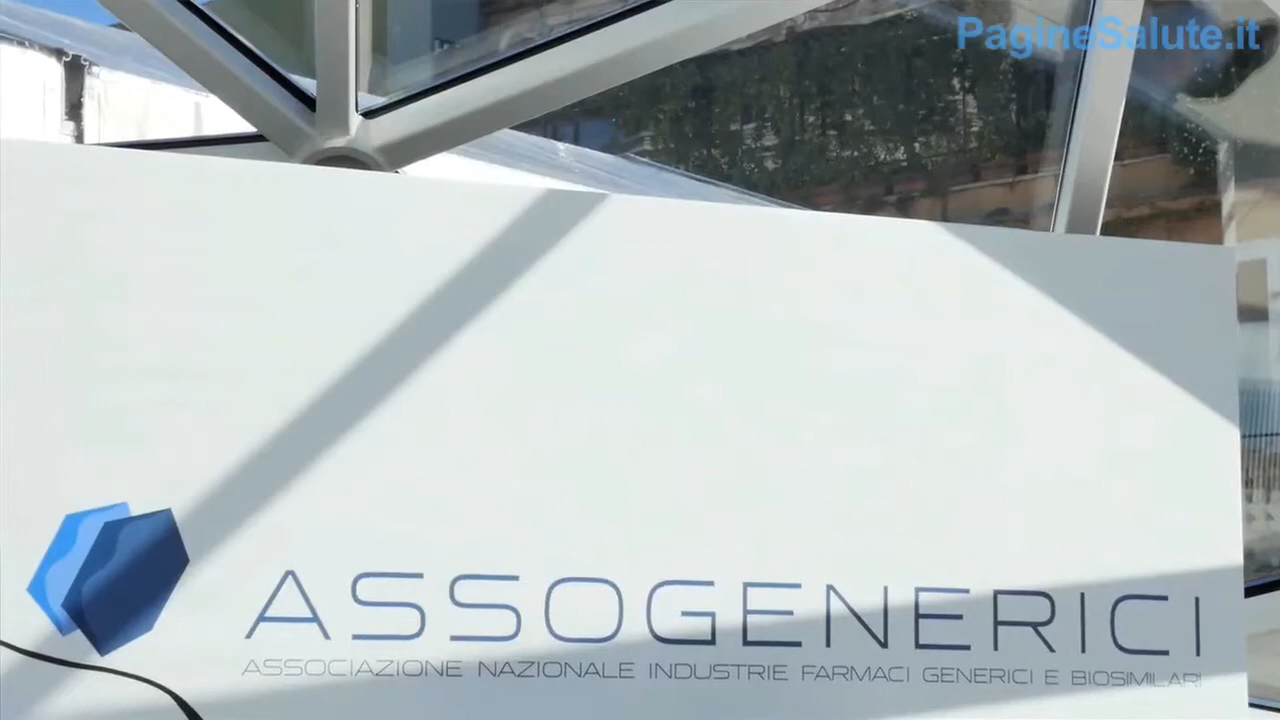 PagineSalute.it
ASSOGENERICI
ASSOCIAZIONE NAZIONALE INDUSTRIE FARMACI GENERICI E BIOSIMILARI